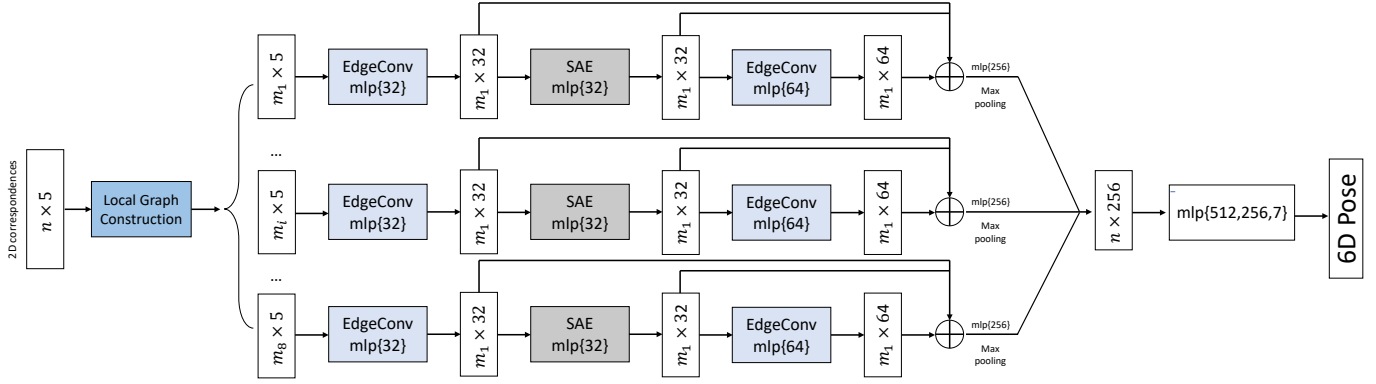 2D correspondences
n × 5
Local Graph
Construction
m₁ × 5
EdgeConv
mlp{32}
m₁ × 32
SAE
mlp{32}
m₁ × 32
EdgeConv
mlp{64}
m₁ × 64
mlp{256}
Max
pooling
...
mᵢ × 5
EdgeConv
mlp{32}
m₁ × 32
SAE
mlp{32}
m₁ × 32
EdgeConv
mlp{64}
m₁ × 64
mlp{256}
Max
pooling
...
m₈ × 5
EdgeConv
mlp{32}
m₁ × 32
SAE
mlp{32}
m₁ × 32
EdgeConv
mlp{64}
m₁ × 64
mlp{256}
Max
pooling
n × 256
mlp{512,256,7}
6D Pose